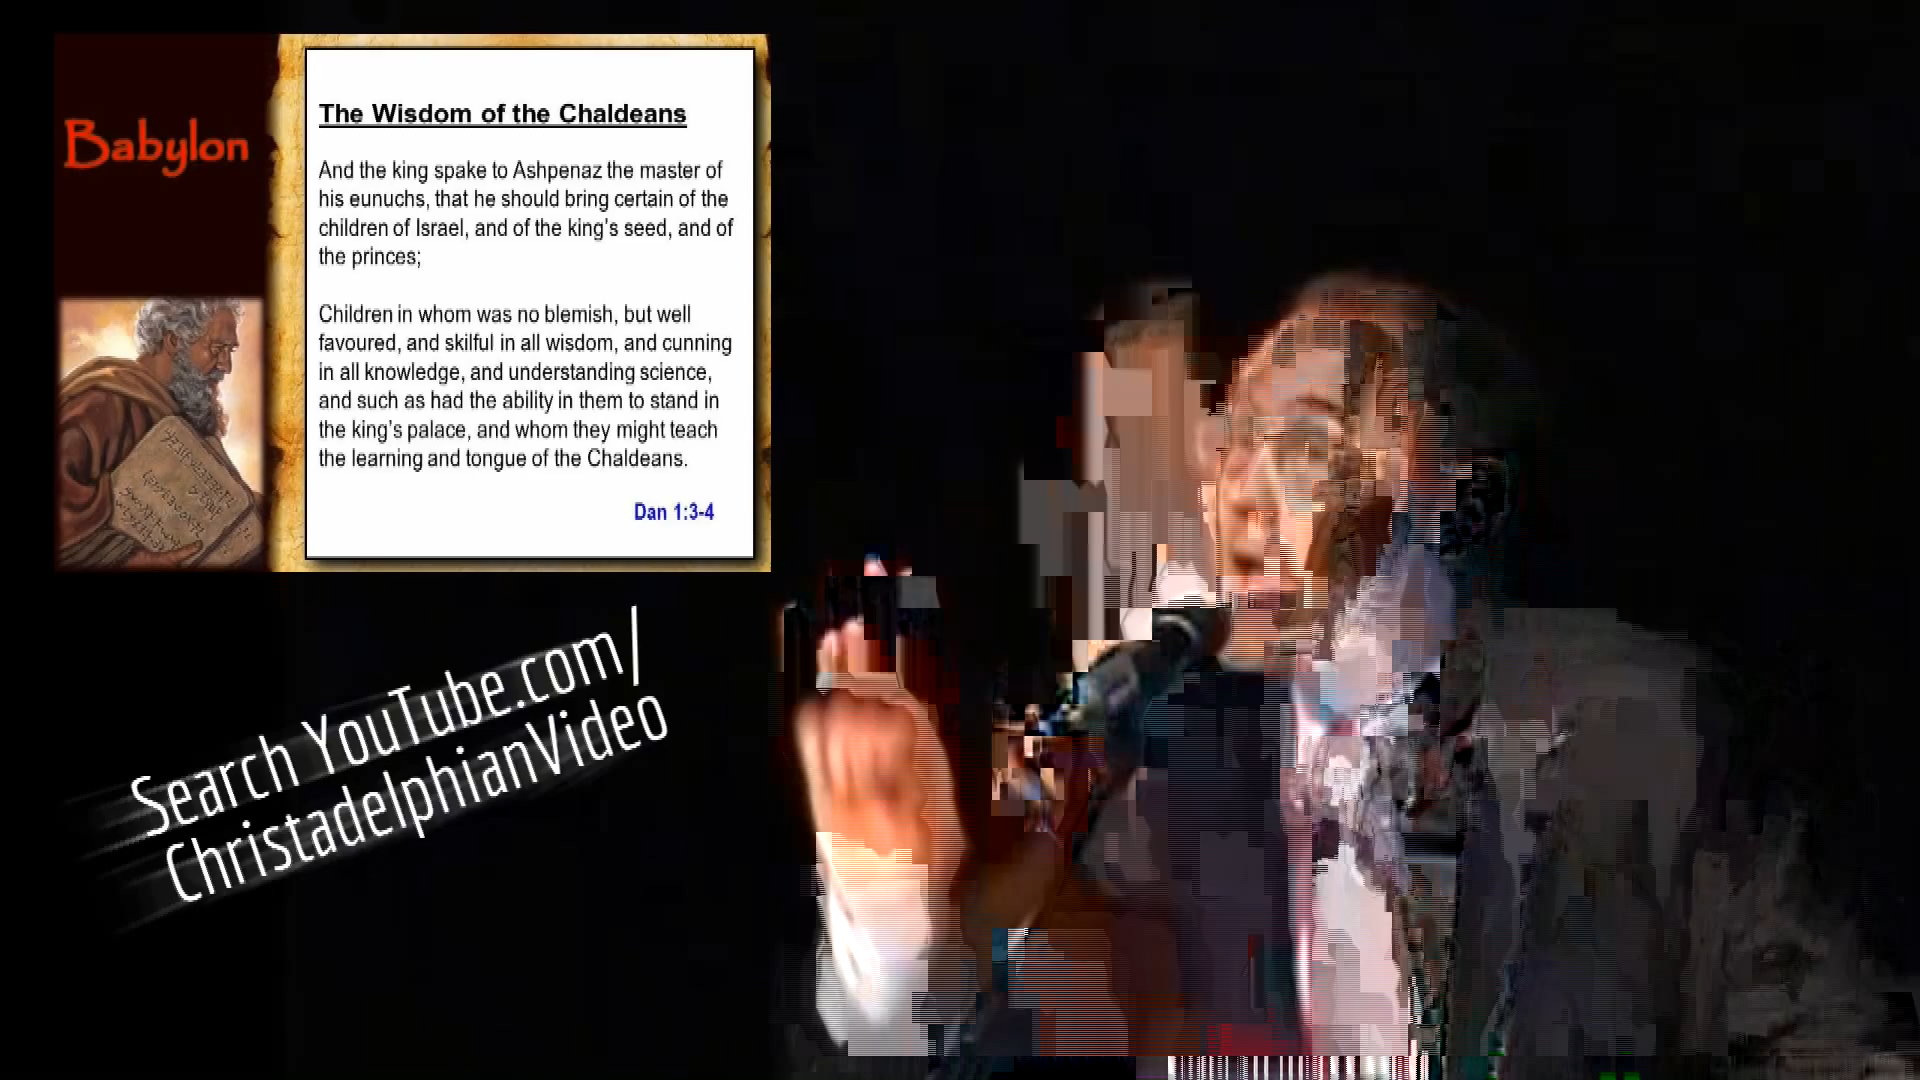 Babylon
The Wisdom of the Chaldeans
And the king spake to Ashpenaz the master of
his eunuchs, that he should bring certain of the
children of Israel, and of the king's seed, and of
the princes;
Children in whom was no blemish, but well
favoured, and skilful in all wisdom, and cunning
in all knowledge, and understanding science,
and such as had the ability in them to stand in
the king's palace, and whom they might teach
the learning and tongue of the Chaldeans.
Dan 1:3-4
Search YouTube.com/
ChristadelphianVideo